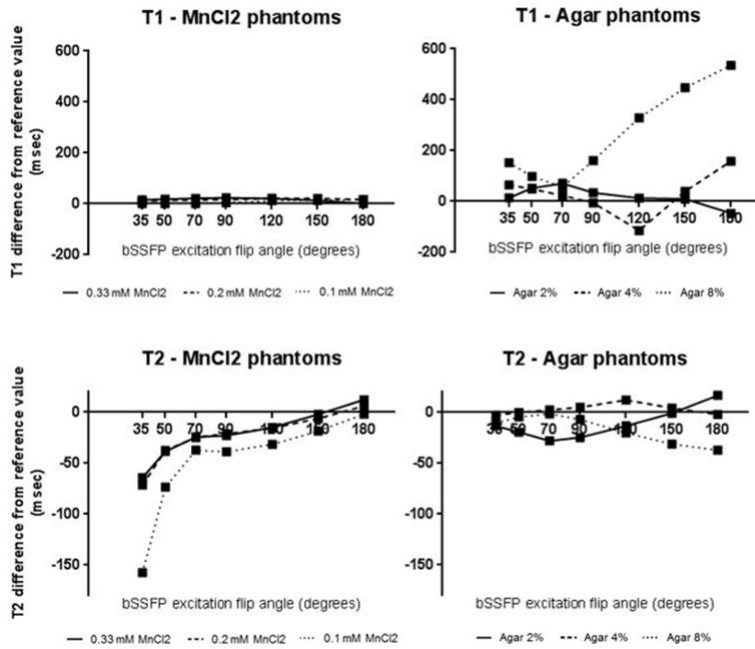 T1 - MnCl2 phantoms
T1 difference from reference value
(msec)
600
400
200
0
-200
35 50 70 90 120 150 180
bSSFP excitation flip angle (degrees)
0.33 mM MnCl2 0.2 mM MnCl2 0.1 mM MnCl2
T1 - Agar phantoms
600
400
200
0
-200
35 50 70 90 120 150 180
bSSFP excitation flip angle (degrees)
Agar 2% Agar 4% Agar 8%
T2 - MnCl2 phantoms
T2 difference from reference value
(msec)
0
-50
-100
-150
35 50 70 90 120 150 180
bSSFP excitation flip angle (degrees)
0.33 mM MnCl2 0.2 mM MnCl2 0.1 mM MnCl2
T2 - Agar phantoms
0
-50
-100
-150
35 50 70 90 120 150 180
bSSFP excitation flip angle (degrees)
Agar 2% Agar 4% Agar 8%